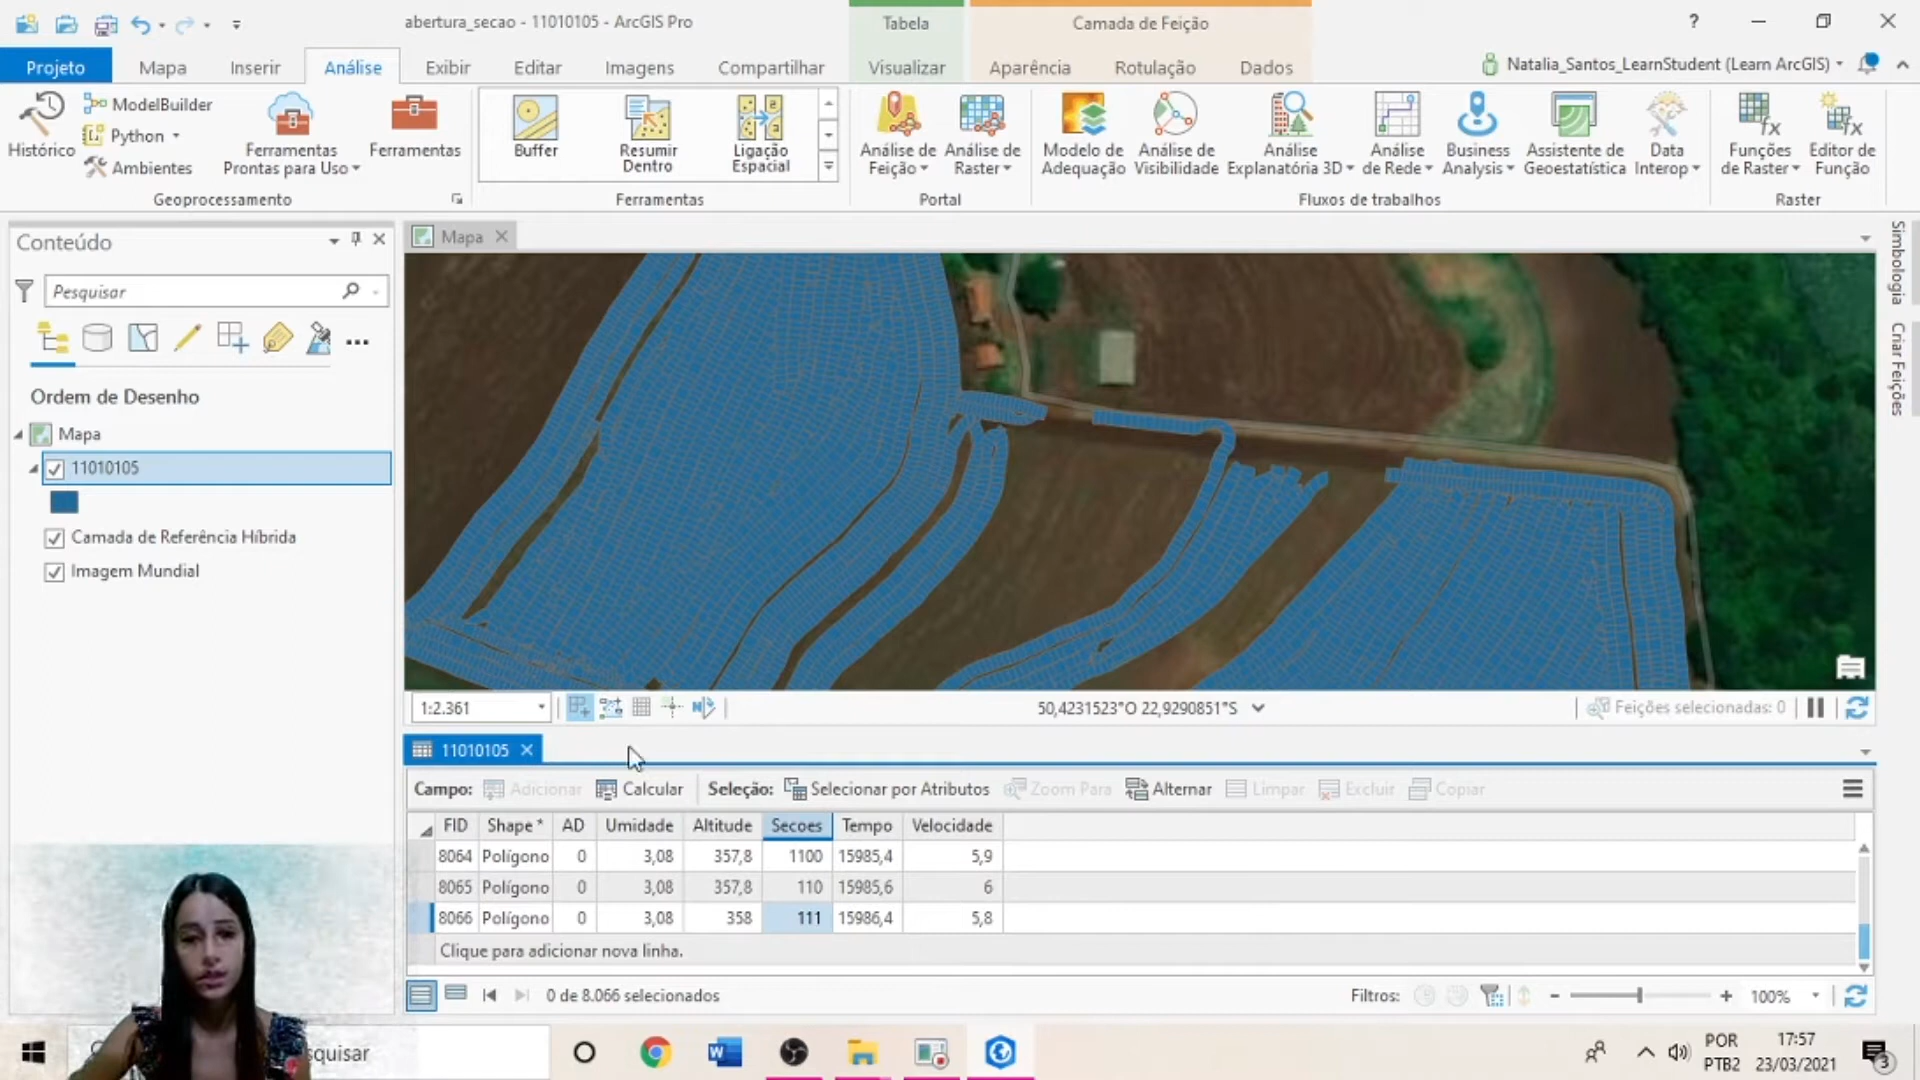 abertura_secao - 11010105 - ArcGIS Pro
Tabela
Camada de Feição
?
Projeto Mapa Inserir Análise Exibir Editar Imagens Compartilhar Visualizar Aparência Rotulação Dados
Natalia_Santos_LearnStudent (Learn ArcGIS)
Histórico
ModelBuilder
Python
Ambientes
Ferramentas
Prontas para Uso
Ferramentas
Geoprocessamento
Buffer
Resumir
Dentro
Ligação
Espacial
Ferramentas
Análise de
Feição
Análise de
Raster
Portal
Modelo de
Adequação
Análise de
Visibilidade
Análise
Explanatória 3D
Análise
de Rede
Business
Analysis
Assistente de
Geoestatística
Data
Interop
Fluxos de trabalhos
Funções
de Raster
Editor de
Função
Raster
Conteúdo
Pesquisar
Ordem de Desenho
Mapa
11010105
Camada de Referência Híbrida
Imagem Mundial
Mapa
Simbologia
Criar Feições
1:2.361
50,4231523°O 22,9290851°S
Feições selecionadas: 0
11010105
Campo: Adicionar Calcular Seleção: Selecionar por Atributos Zoom Para Alternar Limpar Excluir Copiar
FID Shape * AD Umidade Altitude Secoes Tempo Velocidade
8064 Polígono 0 3,08 357,8 1100 15985,4 5,9
8065 Polígono 0 3,08 357,8 110 15985,6 6
8066 Polígono 0 3,08 358 111 15986,4 5,8
Clique para adicionar nova linha.
0 de 8.066 selecionados
Filtros:
100%
squisar
POR
PTB2
17:57
23/03/2021
3